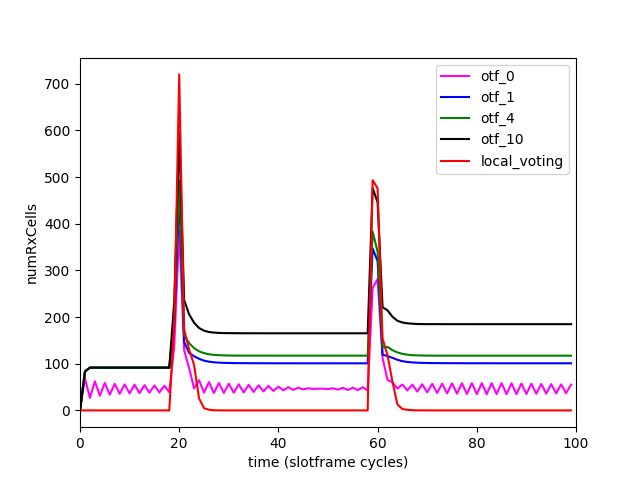 700
600
500
400
300
200
100
0
numRxCells
0 20 40 60 80 100
time (slotframe cycles)
otf_0
otf_1
otf_4
otf_10
local_voting